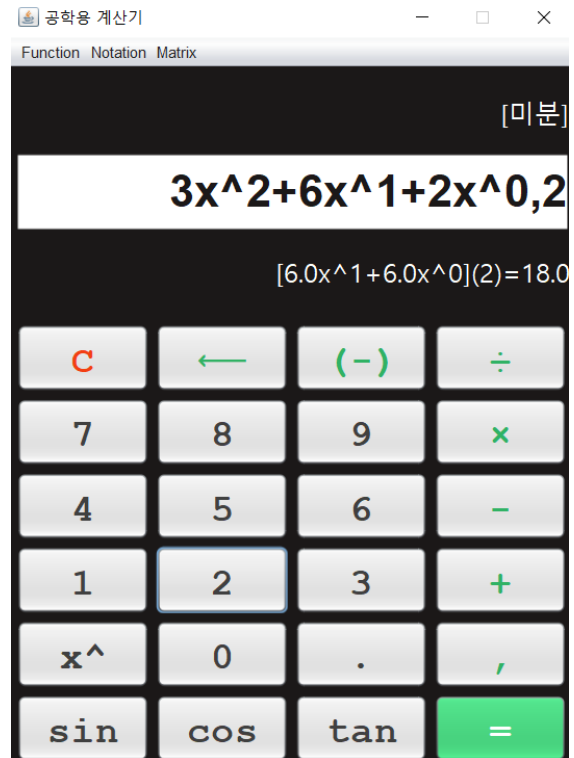 공학용 계산기
Function Notation Matrix
[미분]
3x^2+6x^1+2x^0,2
[6.0x^1+6.0x^0](2)=18.0
C ← (-) ÷
7 8 9 ×
4 5 6 -
1 2 3 +
x^ 0 . ,
sin cos tan =